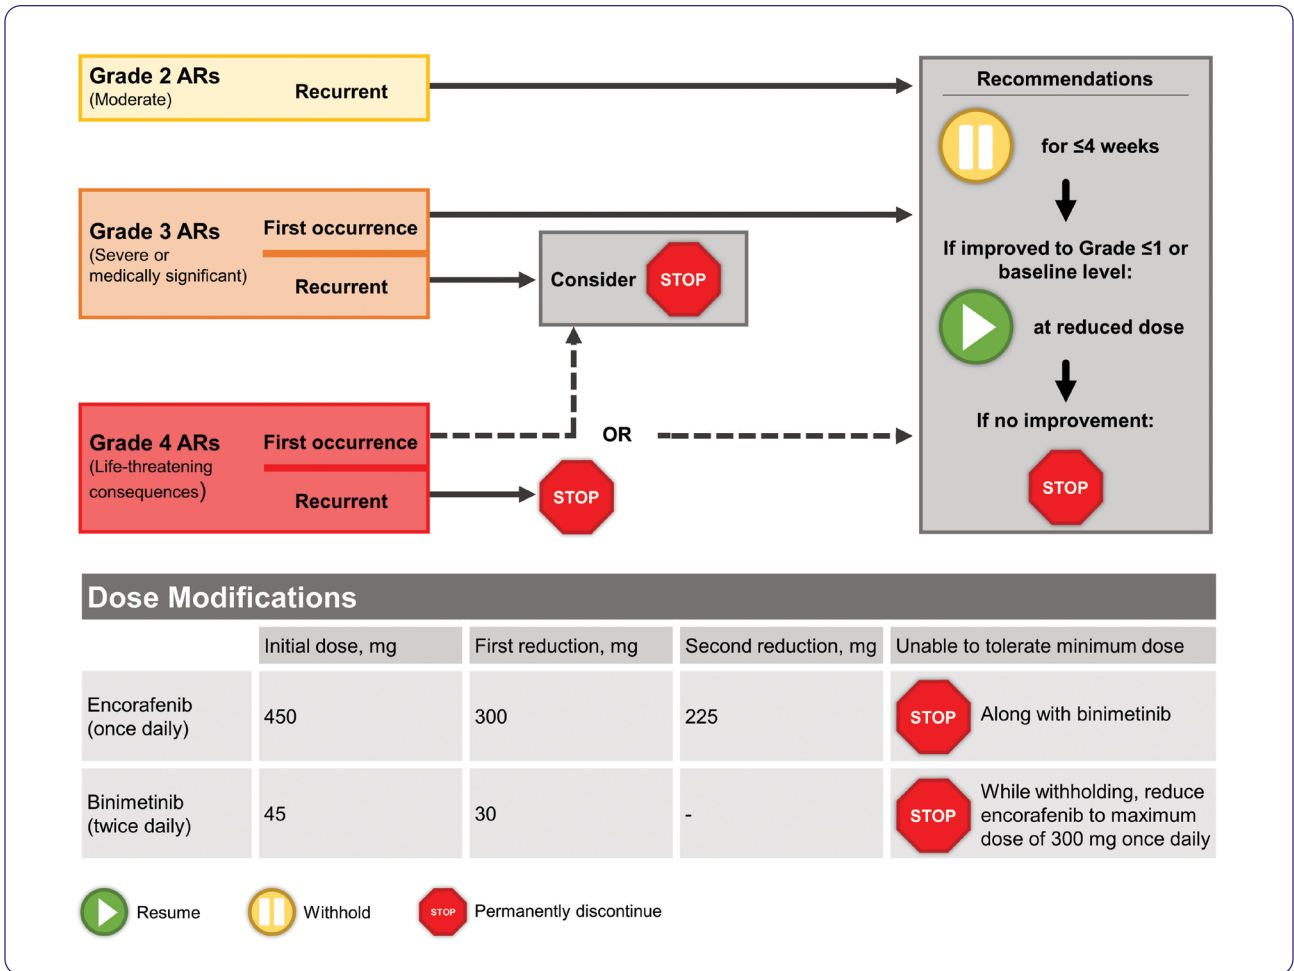 Grade 2 ARs
(Moderate)
Recurrent
Grade 3 ARs
(Severe or
medically significant)
First occurrence
Recurrent
Consider
STOP
Grade 4 ARs
(Life-threatening
consequences)
First occurrence
Recurrent
OR
STOP
Recommendations
for ≤4 weeks
If improved to Grade ≤1 or
baseline level:
at reduced dose
If no improvement:
STOP
Dose Modifications
Initial dose, mg
First reduction, mg
Second reduction, mg
Unable to tolerate minimum dose
Encorafenib
(once daily)
450
300
225
STOP
Along with binimetinib
Binimetinib
(twice daily)
45
30
-
STOP
While withholding, reduce
encorafenib to maximum
dose of 300 mg once daily
Resume
Withhold
STOP
Permanently discontinue